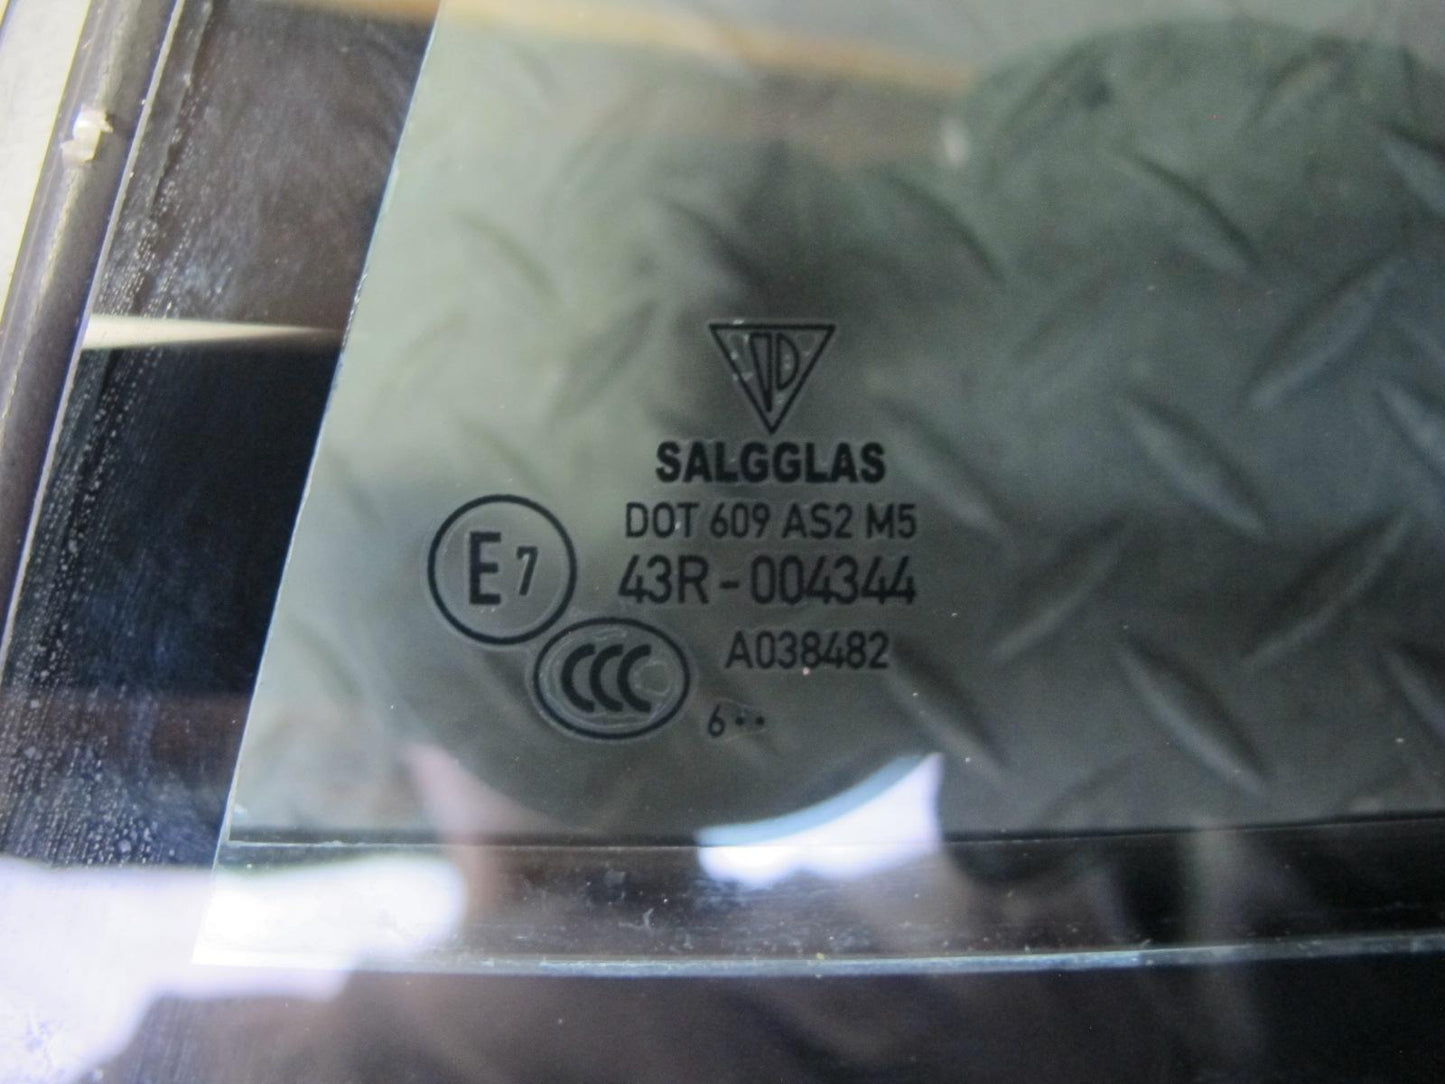 SALGGLAS
DOT 609 AS2 M5
E7 43R-004344
CCC A038482
6••